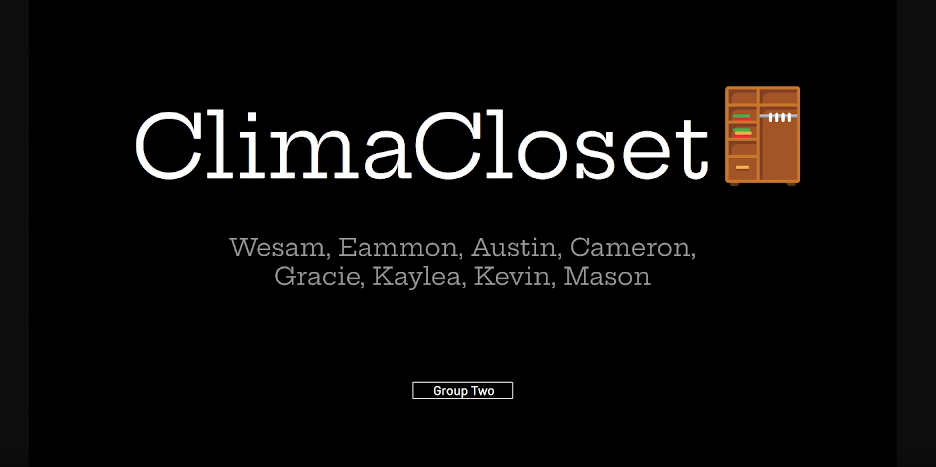 ClimaCloset
Wesam, Eammon, Austin, Cameron,
Gracie, Kaylea, Kevin, Mason
Group Two